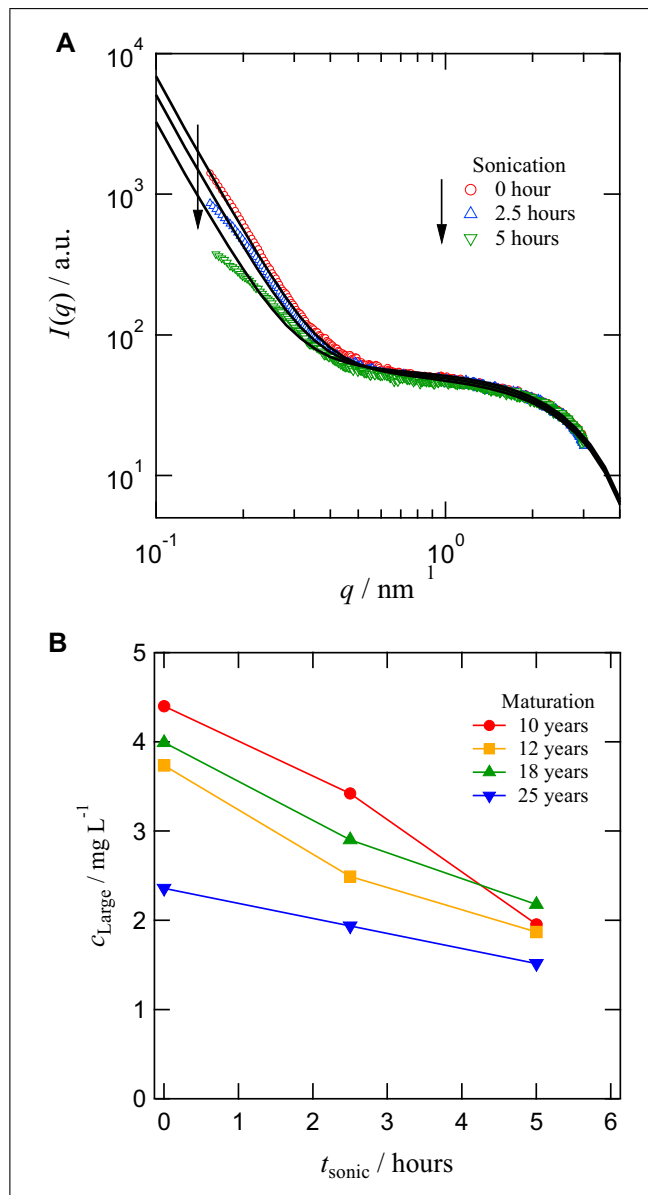 A
10^4
10^3
10^2
10^1
I(q) / a.u.
Sonication
0 hour
2.5 hours
5 hours
10^-1
10^0
q / nm^1
B
5
4
3
2
1
0
c_Large / mg L^-1
Maturation
10 years
12 years
18 years
25 years
0 1 2 3 4 5 6
t_sonic / hours